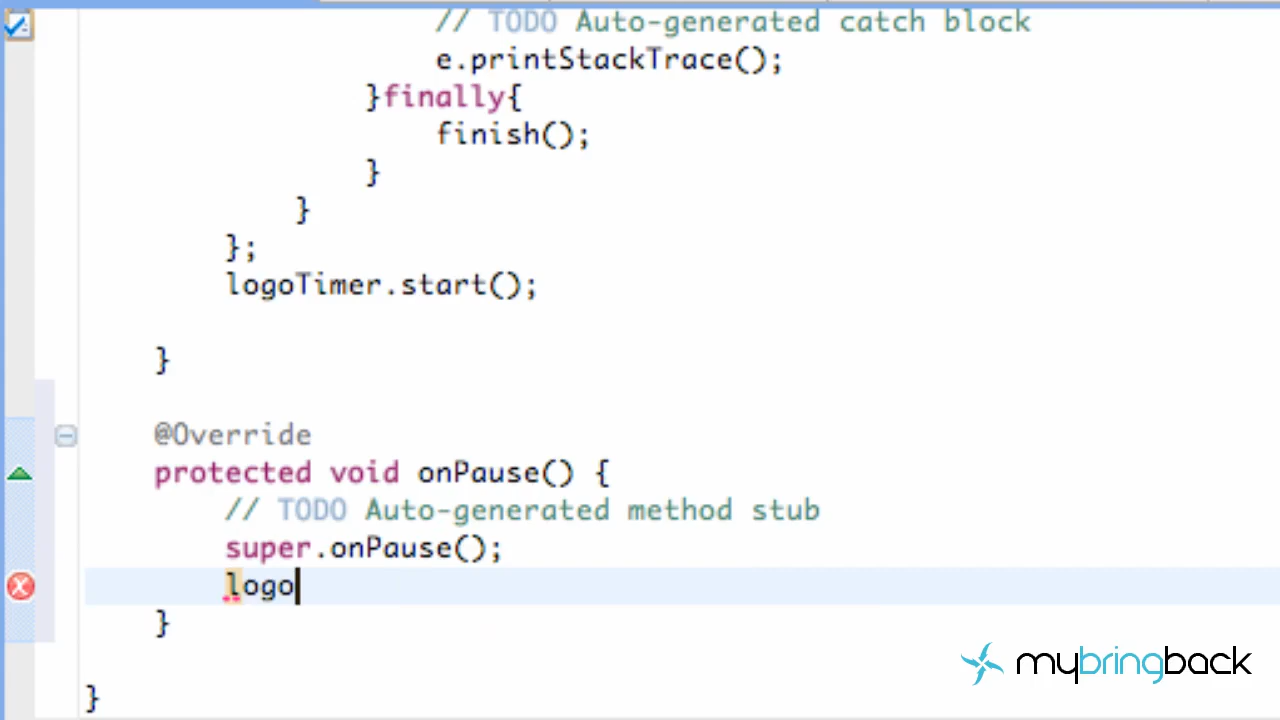 // TODO Auto-generated catch block
e.printStackTrace();
}finally{
finish();
}
}
};
logoTimer.start();
}
@Override
protected void onPause() {
// TODO Auto-generated method stub
super.onPause();
logo
}
}
mybringback